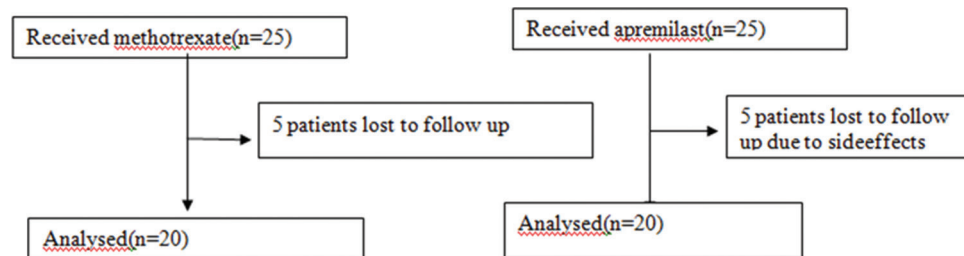 Received methotrexate(n=25)
Received apremilast(n=25)
5 patients lost to follow up
5 patients lost to follow
up due to sideeffects
Analysed(n=20)
Analysed(n=20)